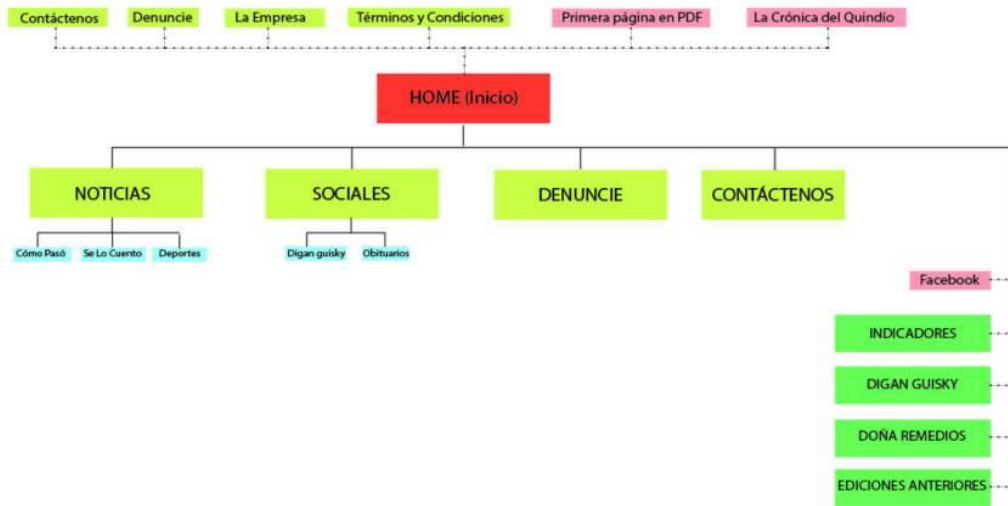 Contáctenos
Denuncie
La Empresa
Términos y Condiciones
Primera página en PDF
La Crónica del Quindío
HOME (Inicio)
NOTICIAS
SOCIALES
DENUNCIE
CONTÁCTENOS
Cómo Pasó
Se Lo Cuento
Deportes
Digan guisky
Obituarios
Facebook
INDICADORES
DIGAN GUISKY
DOÑA REMEDIOS
EDICIONES ANTERIORES